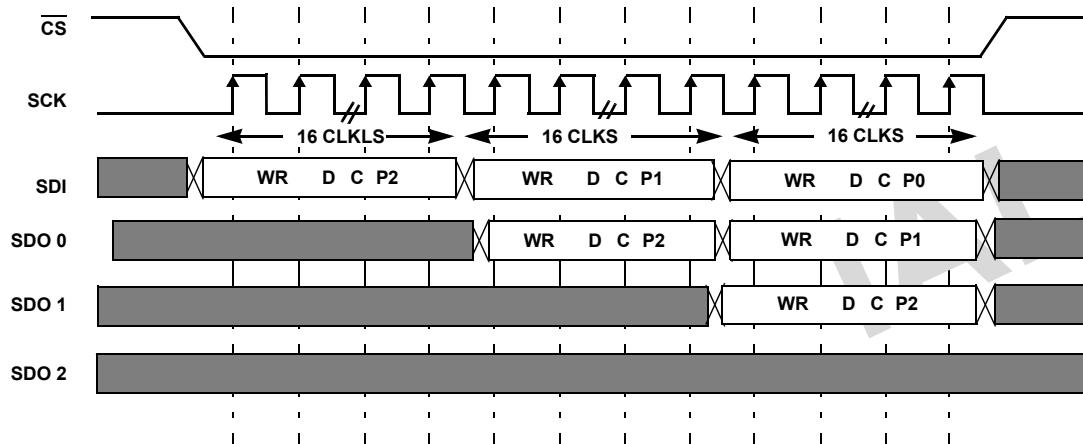 CS
SCK
16 CLKLS 16 CLKS 16 CLKS
SDI WR D C P2 WR D C P1 WR D C P0
SDO 0 WR D C P2 WR D C P1
SDO 1 WR D C P2
SDO 2